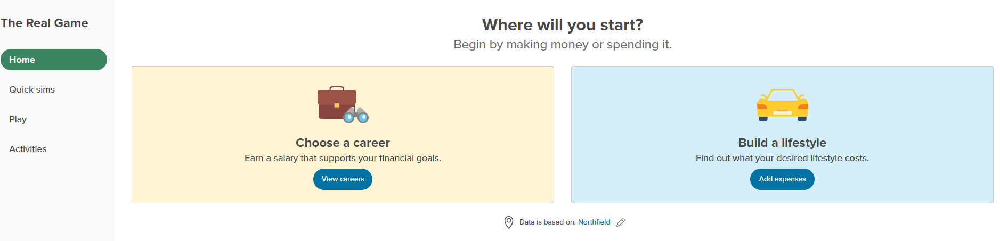 The Real Game
Home
Quick sims
Play
Activities
Where will you start?
Begin by making money or spending it.
Choose a career
Earn a salary that supports your financial goals.
View careers
Build a lifestyle
Find out what your desired lifestyle costs.
Add expenses
Data is based on: Northfield